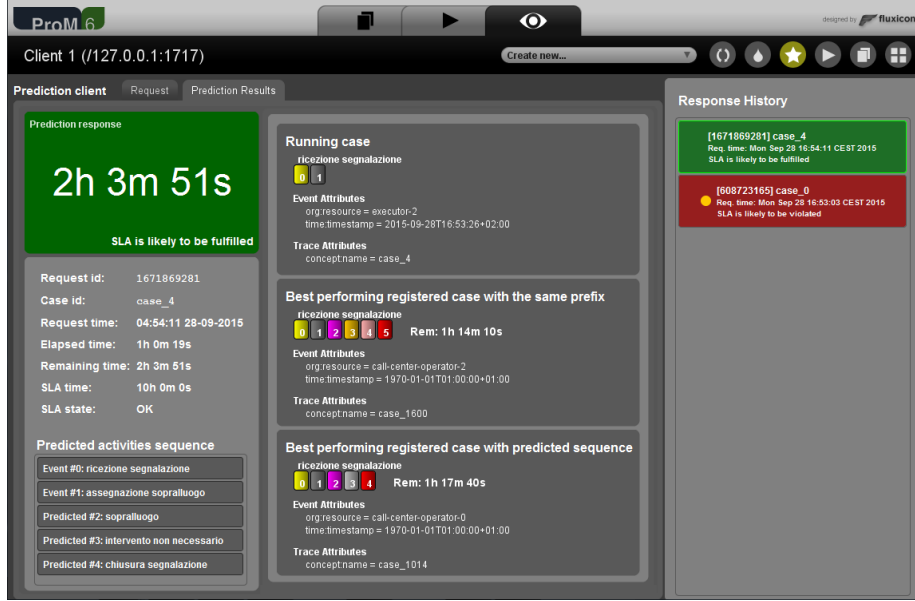 ProM 6
designed by fluxicon
Client 1 (/127.0.0.1:1717)
Create new...
Prediction client
Request
Prediction Results
Prediction response
2h 3m 51s
SLA is likely to be fulfilled
Request id: 1671869281
Case id: case_4
Request time: 04:54:11 28-09-2015
Elapsed time: 1h 0m 19s
Remaining time: 2h 3m 51s
SLA time: 10h 0m 0s
SLA state: OK
Predicted activities sequence
Event #0: ricezione segnalazione
Event #1: assegnazione sopralluogo
Predicted #2: sopralluogo
Predicted #3: intervento non necessario
Predicted #4: chiusura segnalazione
Running case
ricezione segnalazione
0 1
Event Attributes
org:resource = executor-2
time:timestamp = 2015-09-28T16:53:26+02:00
Trace Attributes
concept:name = case_4
Best performing registered case with the same prefix
ricezione segnalazione
0 1 2 3 4 5 Rem: 1h 14m 10s
Event Attributes
org:resource = call-center-operator-2
time:timestamp = 1970-01-01T01:00:00+01:00
Trace Attributes
concept:name = case_1600
Best performing registered case with predicted sequence
ricezione segnalazione
0 1 2 3 4 Rem: 1h 17m 40s
Event Attributes
org:resource = call-center-operator-0
time:timestamp = 1970-01-01T01:00:00+01:00
Trace Attributes
concept:name = case_1014
Response History
[1671869281] case_4
Req. time: Mon Sep 28 16:54:11 CEST 2015
SLA is likely to be fulfilled
[608723165] case_0
Req. time: Mon Sep 28 16:53:03 CEST 2015
SLA is likely to be violated